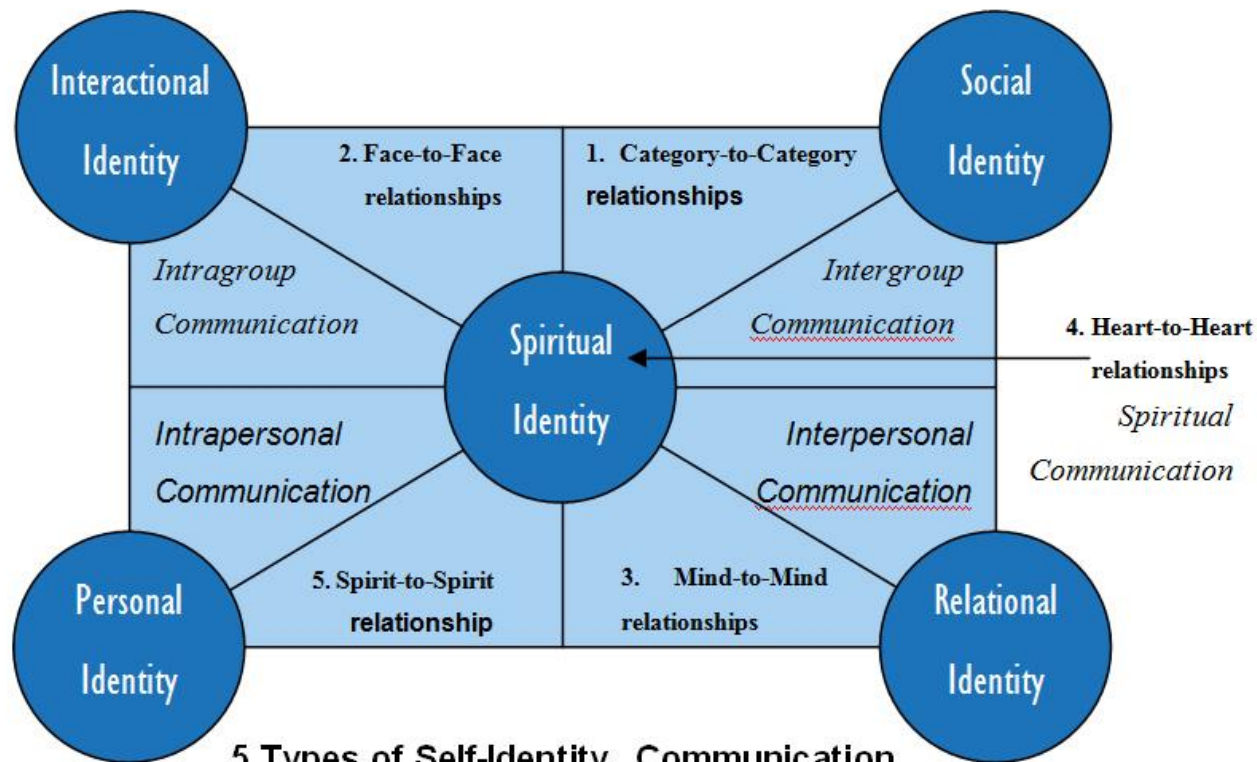 Interactional
Identity
Social
Identity
2. Face-to-Face
relationships
1. Category-to-Category
relationships
Intragroup
Communication
Intergroup
Communication
Spiritual
Identity
4. Heart-to-Heart
relationships
Spiritual
Communication
Intrapersonal
Communication
Interpersonal
Communication
Personal
Identity
5. Spirit-to-Spirit
relationship
3. Mind-to-Mind
relationships
Relational
Identity
5 Types of Self-Identity, Communication